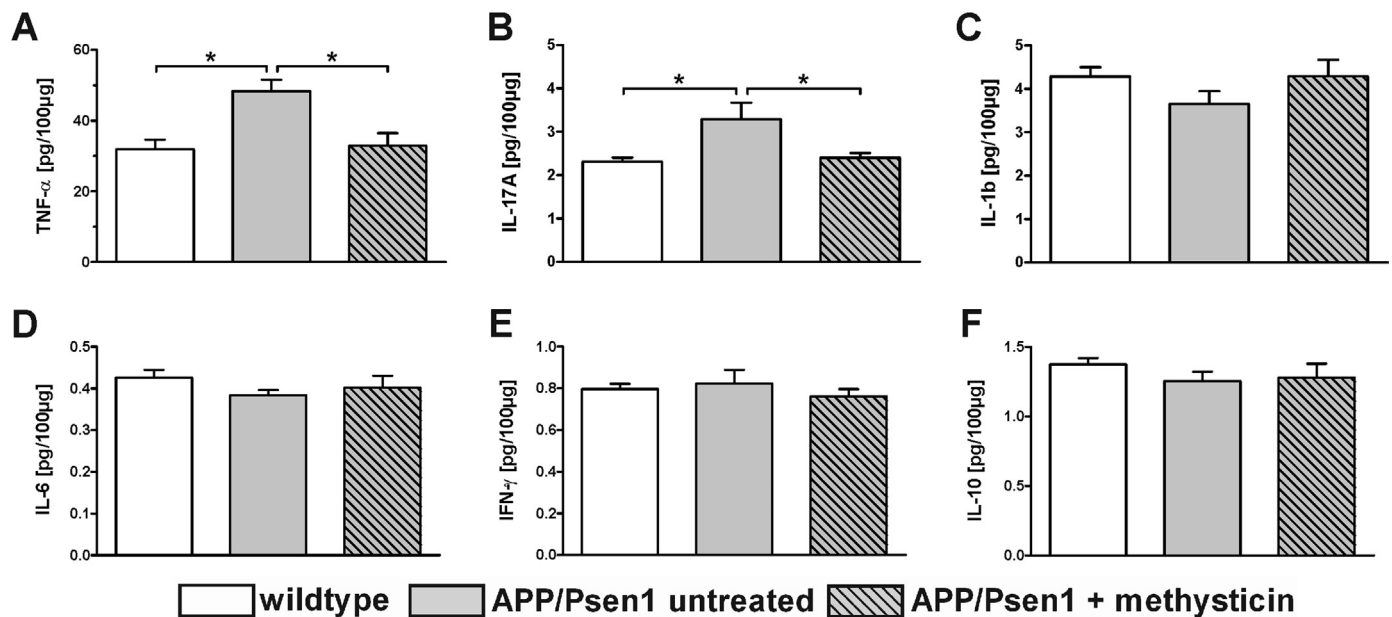 A
TNF-α [pg/100µg]
60
40
20
0
* *
B
IL-17A [pg/100µg]
5
4
3
2
1
0
* *
C
IL-1b [pg/100µg]
5
4
3
2
1
0
D
IL-6 [pg/100µg]
0.5
0.4
0.3
0.2
0.1
0.0
E
IFN-γ [pg/100µg]
1.0
0.8
0.6
0.4
0.2
0.0
F
IL-10 [pg/100µg]
1.5
1.0
0.5
0.0
wildtype APP/Psen1 untreated APP/Psen1 + methysticin